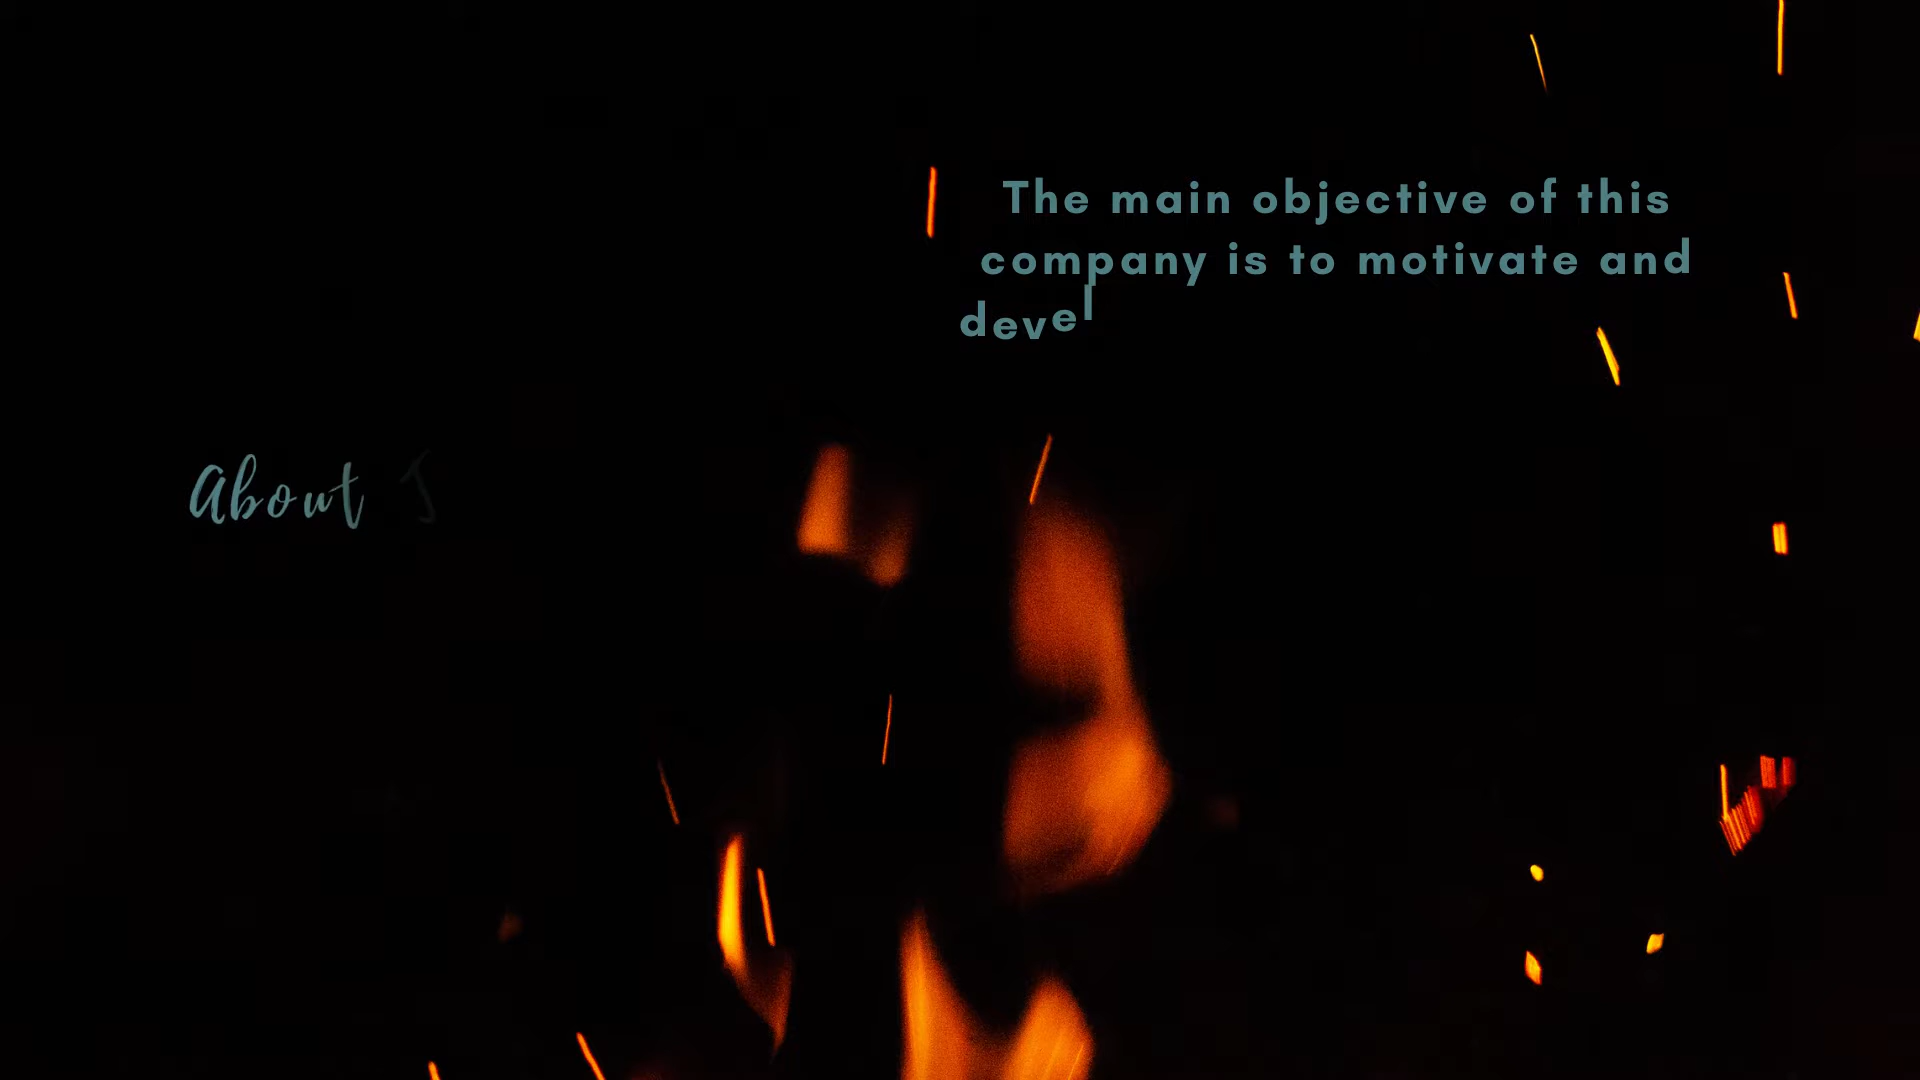 The main objective of this
company is to motivate and
devel
About